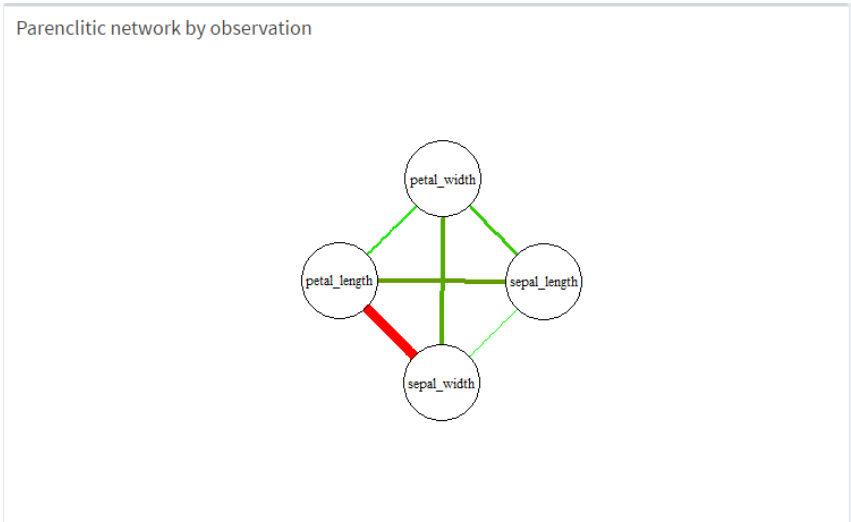 Parenclitic network by observation
petal_width
petal_length
sepal_length
sepal_width